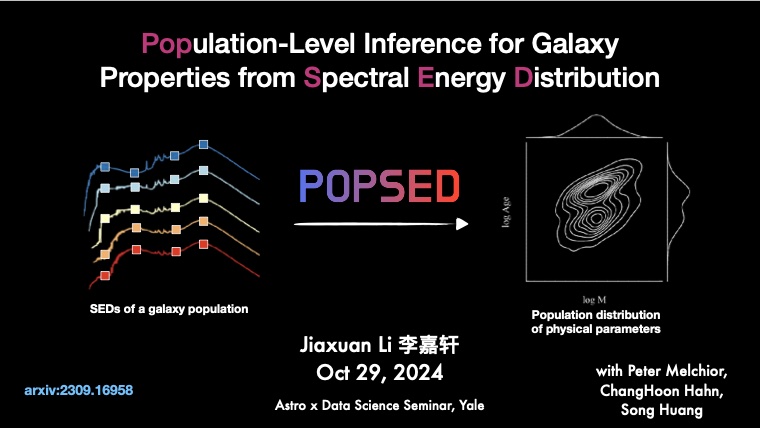 Population-Level Inference for Galaxy
Properties from Spectral Energy Distribution
POPSED
log Age
log M
SEDs of a galaxy population
Population distribution
of physical parameters
Jiaxuan Li 李嘉轩
Oct 29, 2024
Astro x Data Science Seminar, Yale
arxiv:2309.16958
with Peter Melchior,
ChangHoon Hahn,
Song Huang